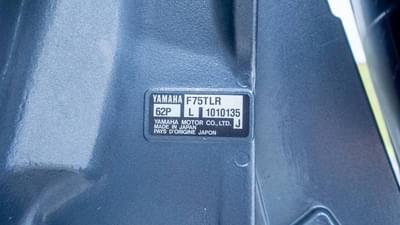 YAMAHA F75TLR
62P L 1010135
YAMAHA MOTOR CO., LTD. J
MADE IN JAPAN
PAYS D'ORIGINE JAPON